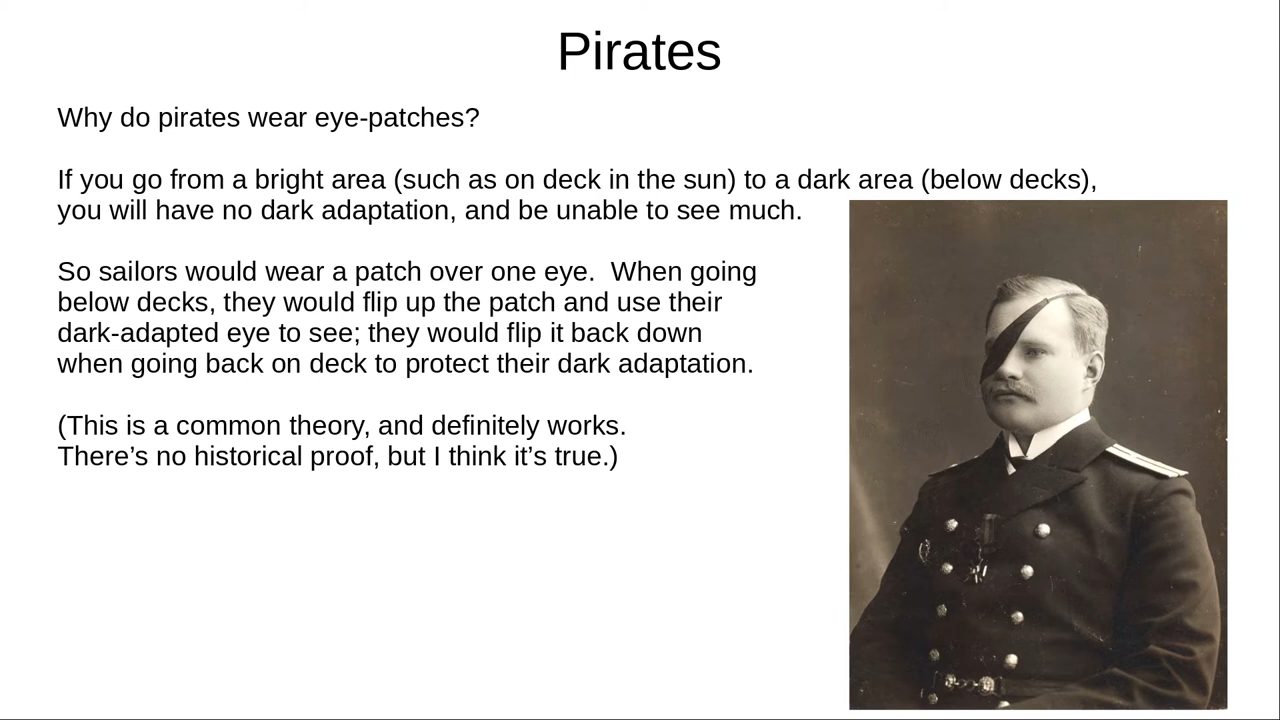 Pirates
Why do pirates wear eye-patches?
If you go from a bright area (such as on deck in the sun) to a dark area (below decks),
you will have no dark adaptation, and be unable to see much.
So sailors would wear a patch over one eye.  When going
below decks, they would flip up the patch and use their
dark-adapted eye to see; they would flip it back down
when going back on deck to protect their dark adaptation.
(This is a common theory, and definitely works.
There’s no historical proof, but I think it’s true.)